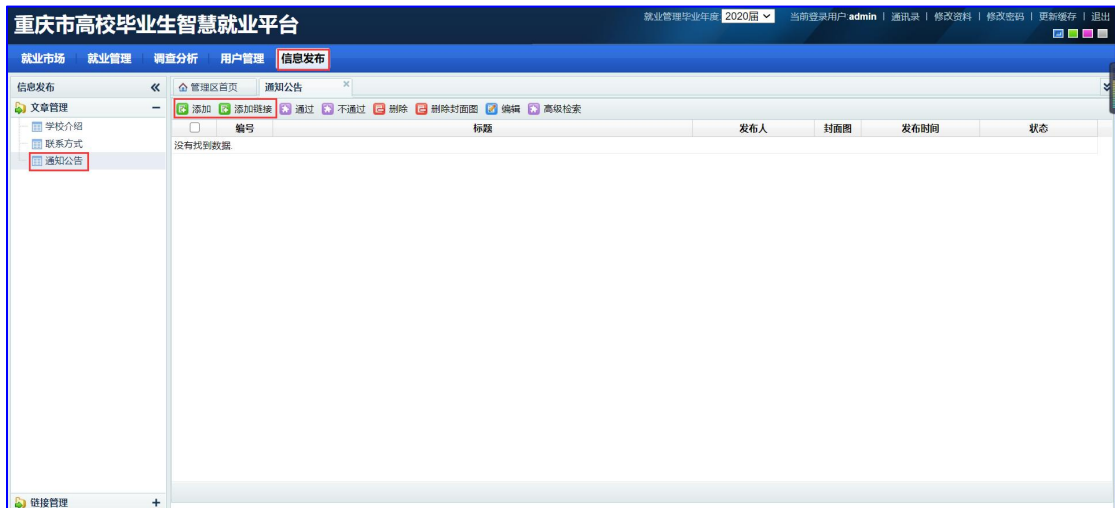 重庆市高校毕业生智慧就业平台
就业管理毕业年度 2020届 当前登录用户:admin | 通讯录 | 修改资料 | 修改密码 | 更新缓存 | 退出
就业市场 就业管理 调查分析 用户管理 信息发布
信息发布 管理区首页 通知公告
文章管理 添加 添加链接 通过 不通过 删除 删除封面图 编辑 高级检索
学校介绍 编号 标题 发布人 封面图 发布时间 状态
联系方式 没有找到数据
通知公告
链接管理